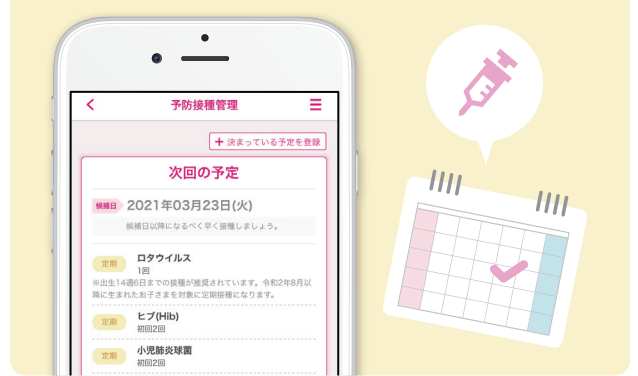 予防接種管理
+ 決まっている予定を登録
次回の予定
候補日 2021年03月23日(火)
候補日以降になるべく早く接種しましょう。
定期 ロタウイルス
1回
※出生14週6日までの接種が推奨されています。令和2年8月以
降に生まれたお子さまを対象に定期接種になります。
定期 ヒブ(Hib)
初回2回
定期 小児肺炎球菌
初回2回